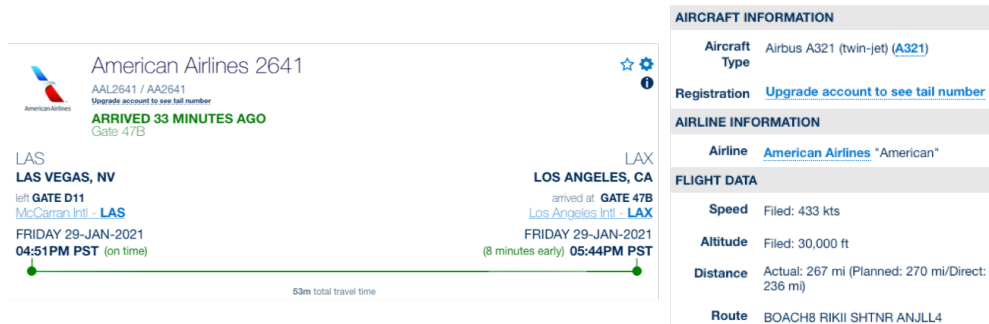 American Airlines 2641
AAL2641 / AA2641
Upgrade account to see tail number
AmericanAirlines
ARRIVED 33 MINUTES AGO
Gate 47B
LAS
LAS VEGAS, NV
left GATE D11
McCarran Intl - LAS
FRIDAY 29-JAN-2021
04:51PM PST (on time)
LAX
LOS ANGELES, CA
arrived at GATE 47B
Los Angeles Intl - LAX
FRIDAY 29-JAN-2021
(8 minutes early) 05:44PM PST
53m total travel time
AIRCRAFT INFORMATION
Aircraft Type
Airbus A321 (twin-jet) (A321)
Registration
Upgrade account to see tail number
AIRLINE INFORMATION
Airline
American Airlines "American"
FLIGHT DATA
Speed
Filed: 433 kts
Altitude
Filed: 30,000 ft
Distance
Actual: 267 mi (Planned: 270 mi/Direct:
236 mi)
Route
BOACH8 RIKII SHTNR ANJLL4